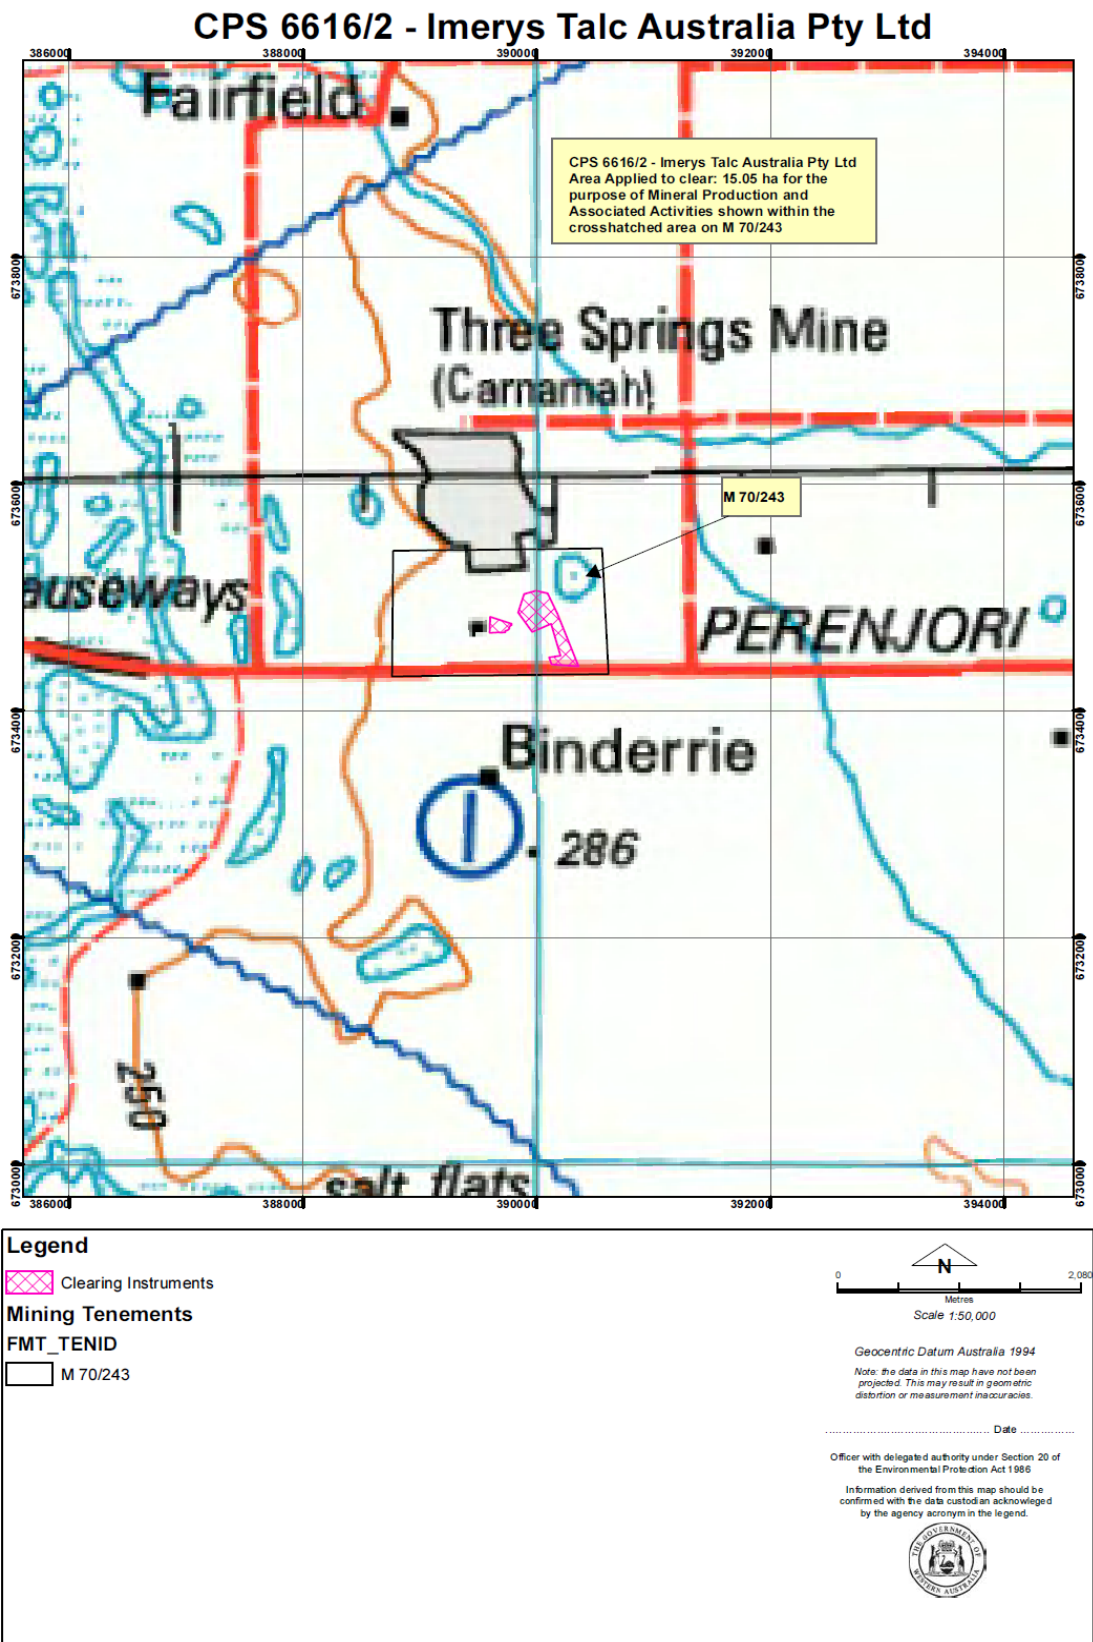 CPS 6616/2 - Imerys Talc Australia Pty Ltd
386000 388000 390000 392000 394000
Fairfield
CPS 6616/2 - Imerys Talc Australia Pty Ltd
Area Applied to clear: 15.05 ha for the
purpose of Mineral Production and
Associated Activities shown within the
crosshatched area on M 70/243
6738000 6738000
Three Springs Mine
(Carnamah)
M 70/243
6736000 6736000
auseways
PERENJORI
6734000 6734000
Binderrie
286
6732000 6732000
250
salt flats
6730000 6730000
386000 388000 390000 392000 394000
Legend
Clearing Instruments
Mining Tenements
FMT_TENID
M 70/243
N
0 2,080
Metres
Scale 1:50,000
Geocentric Datum Australia 1994
Note: the data in this map have not been
projected. This may result in geometric
distortion or measurement inaccuracies.
.......................................... Date ...............
Officer with delegated authority under Section 20 of
the Environmental Protection Act 1986
Information derived from this map should be
confirmed with the data custodian acknowleged
by the agency acronym in the legend.
THE GOVERNMENT OF
WESTERN AUSTRALIA